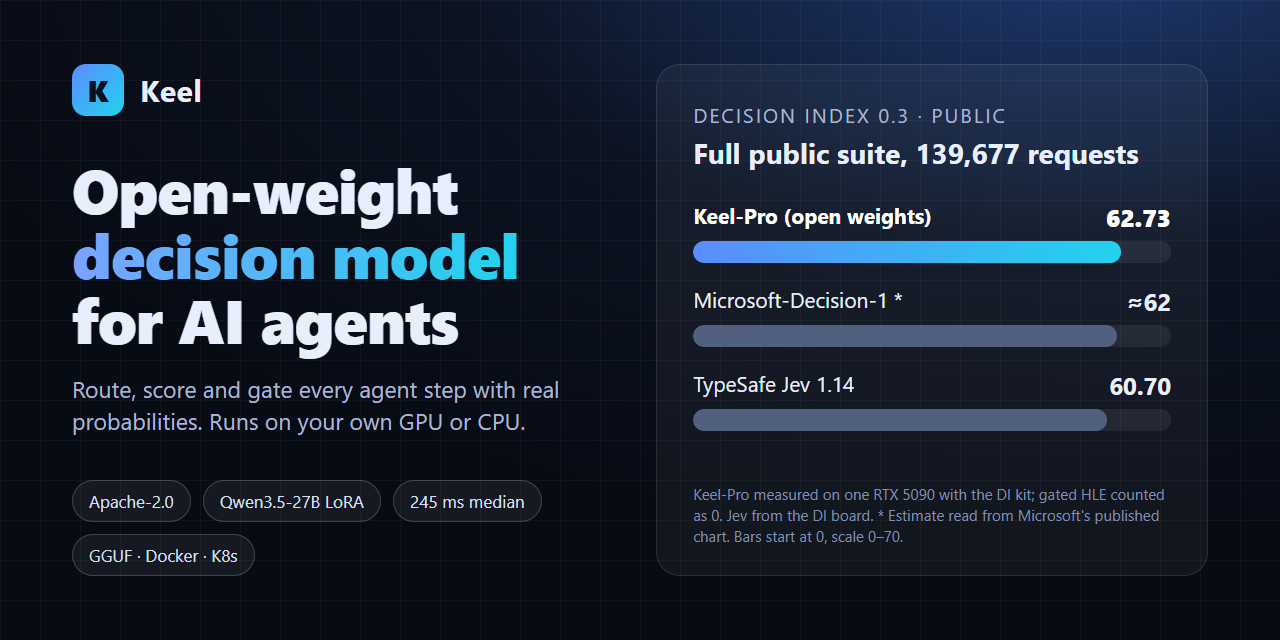 K
Keel
Open-weight
decision model
for AI agents
Route, score and gate every agent step with real
probabilities. Runs on your own GPU or CPU.
Apache-2.0
Qwen3.5-27B LoRA
245 ms median
GGUF · Docker · K8s
DECISION INDEX 0.3 · PUBLIC
Full public suite, 139,677 requests
Keel-Pro (open weights) 62.73
Microsoft-Decision-1 * ≈62
TypeSafe Jev 1.14 60.70
Keel-Pro measured on one RTX 5090 with the DI kit; gated HLE counted
as 0. Jev from the DI board. * Estimate read from Microsoft's published
chart. Bars start at 0, scale 0–70.